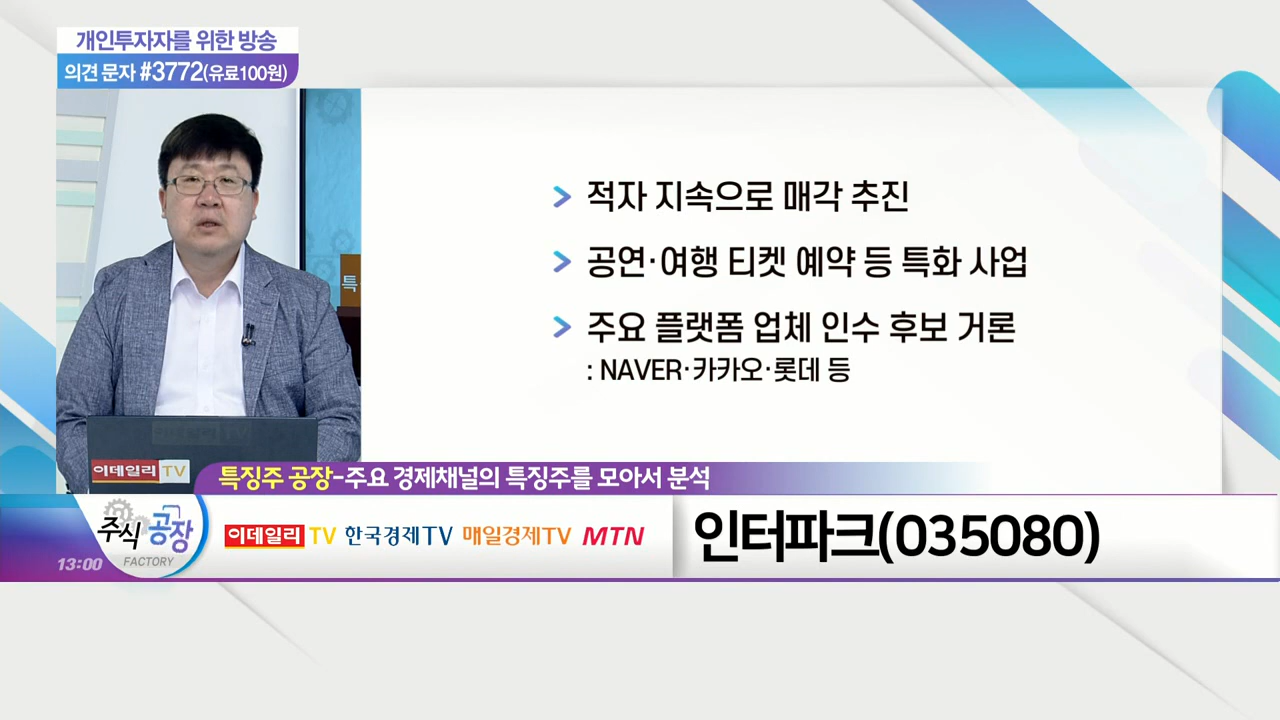 개인투자자를 위한 방송
의견 문자 #3772(유료100원)
> 적자 지속으로 매각 추진
> 공연·여행 티켓 예약 등 특화 사업
> 주요 플랫폼 업체 인수 후보 거론
: NAVER·카카오·롯데 등
특
이데일리 TV
특징주 공장-주요 경제채널의 특징주를 모아서 분석
주식 공장
FACTORY
13:00
이데일리 TV 한국경제TV 매일경제TV MTN
인터파크(035080)